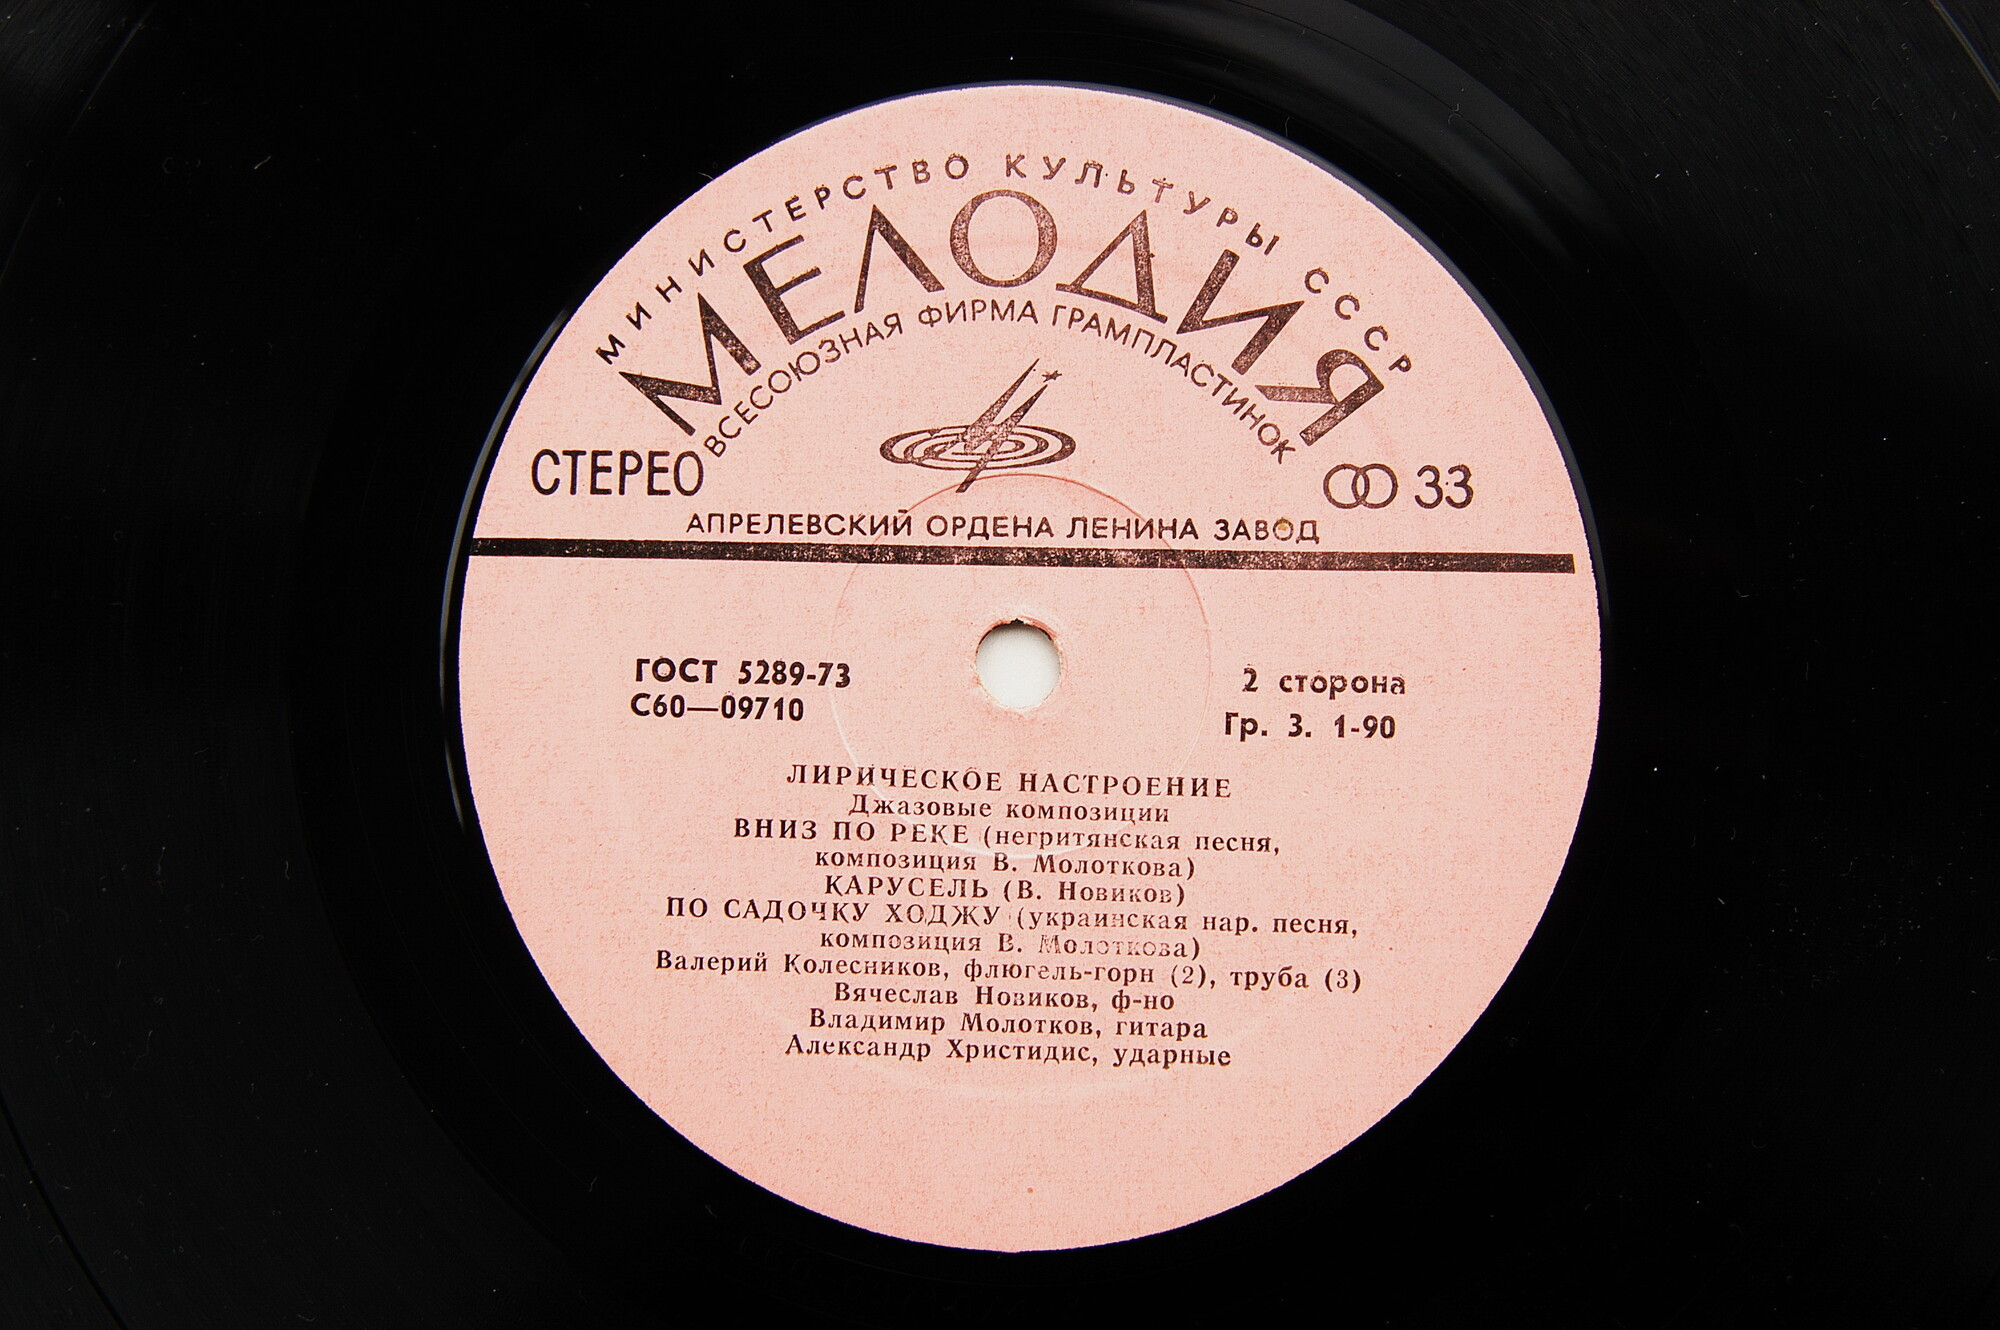 МИНИСТЕРСТВО КУЛЬТУРЫ СССР
МЕЛОДИЯ
ВСЕСОЮЗНАЯ ФИРМА ГРАМПЛАСТИНОК
СТЕРЕО
33
АПРЕЛЕВСКИЙ ОРДЕНА ЛЕНИНА ЗАВОД
ГОСТ 5289-73
С60—09710
2 сторона
Гр. 3. 1-90
ЛИРИЧЕСКОЕ НАСТРОЕНИЕ
Джазовые композиции
ВНИЗ ПО РЕКЕ (негритянская песня,
композиция В. Молоткова)
КАРУСЕЛЬ (В. Новиков)
ПО САДОЧКУ ХОДЖУ (украинская нар. песня,
композиция В. Молоткова)
Валерий Колесников, флюгель-горн (2), труба (3)
Вячеслав Новиков, ф-но
Владимир Молотков, гитара
Александр Христидис, ударные